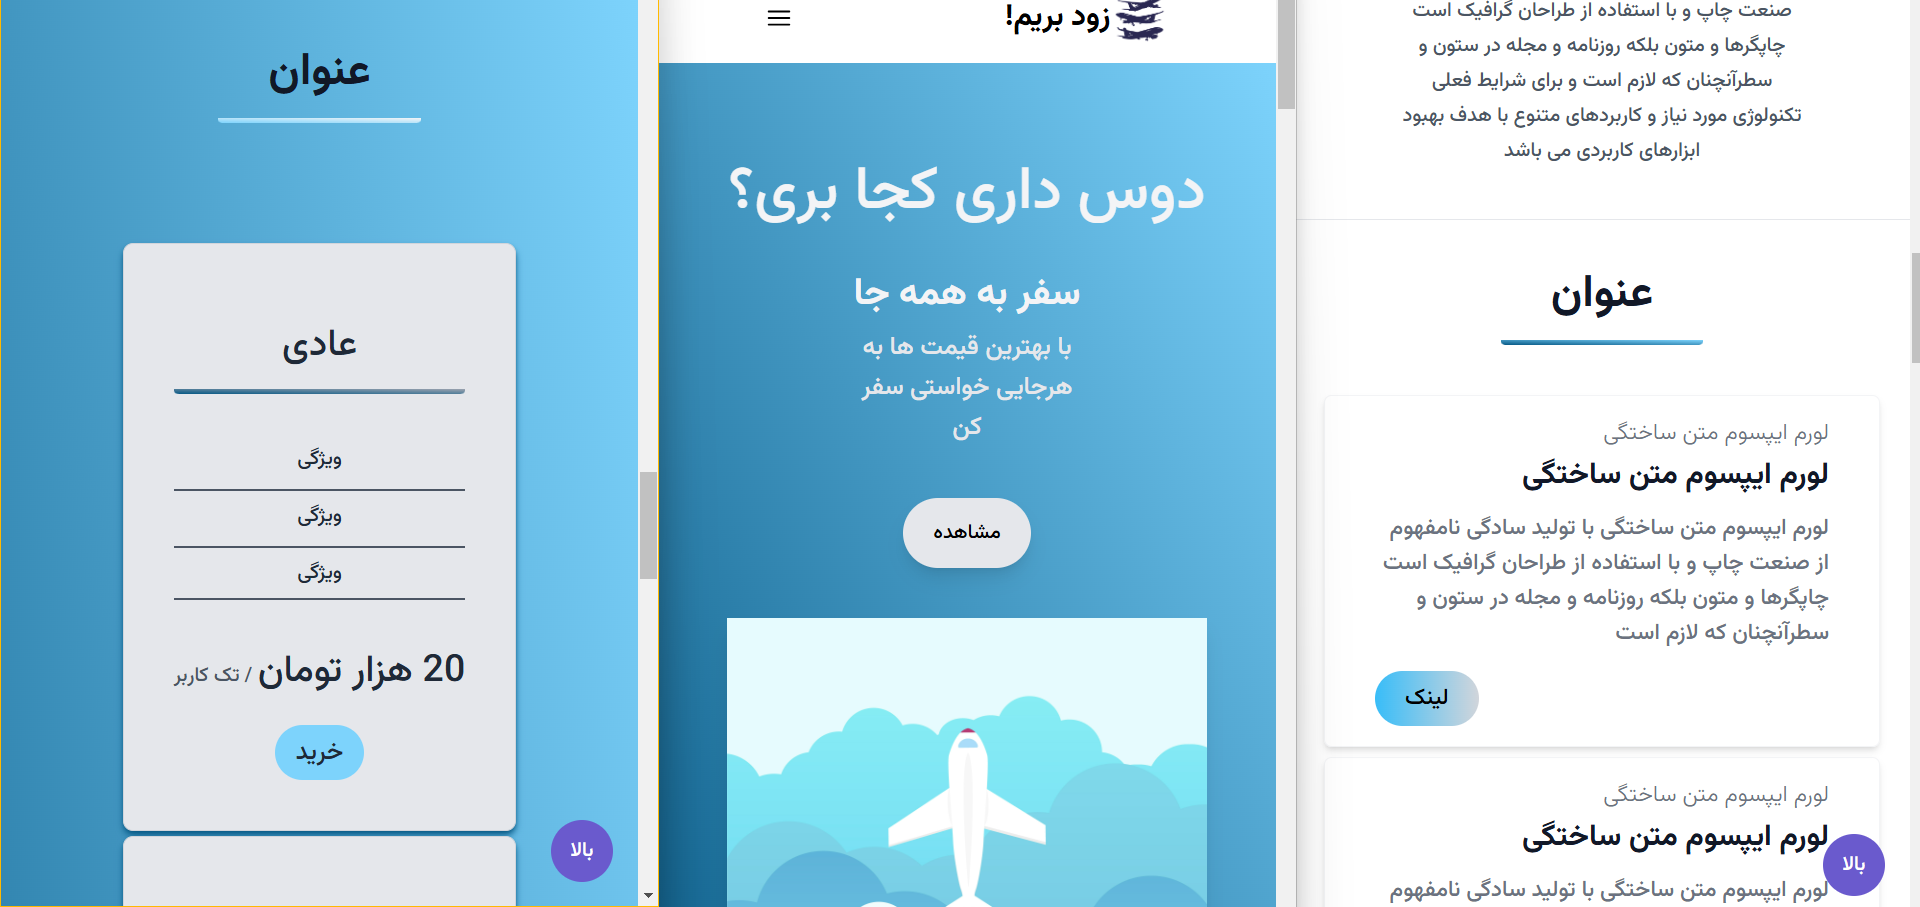 صنعت چاپ و با استفاده از طراحان گرافیک است
چاپگرها و متون بلکه روزنامه و مجله در ستون و
سطرآنچنان که لازم است و برای شرایط فعلی
تکنولوژی مورد نیاز و کاربردهای متنوع با هدف بهبود
ابزارهای کاربردی می باشد
عنوان
لورم ایپسوم متن ساختگی
لورم ایپسوم متن ساختگی
لورم ایپسوم متن ساختگی با تولید سادگی نامفهوم
از صنعت چاپ و با استفاده از طراحان گرافیک است
چاپگرها و متون بلکه روزنامه و مجله در ستون و
سطرآنچنان که لازم است
لینک
لورم ایپسوم متن ساختگی
لورم ایپسوم متن ساختگی
لورم ایپسوم متن ساختگی با تولید سادگی نامفهوم
بالا
زود بریم!
دوس داری کجا بری؟
سفر به همه جا
با بهترین قیمت ها به
هرجایی خواستی سفر
کن
مشاهده
عنوان
عادی
ویژگی
ویژگی
ویژگی
20 هزار تومان / تک کاربر
خرید
بالا